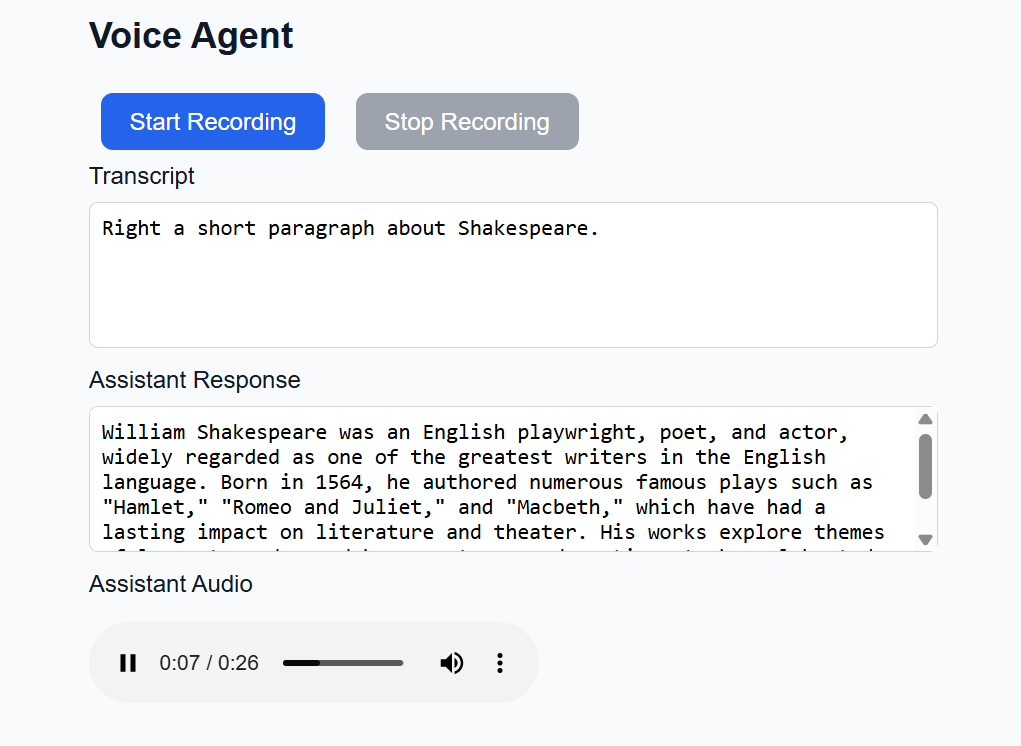 Voice Agent
Start Recording Stop Recording
Transcript
Right a short paragraph about Shakespeare.
Assistant Response
William Shakespeare was an English playwright, poet, and actor,
widely regarded as one of the greatest writers in the English
language. Born in 1564, he authored numerous famous plays such as
"Hamlet," "Romeo and Juliet," and "Macbeth," which have had a
lasting impact on literature and theater. His works explore themes
Assistant Audio
0:07 / 0:26